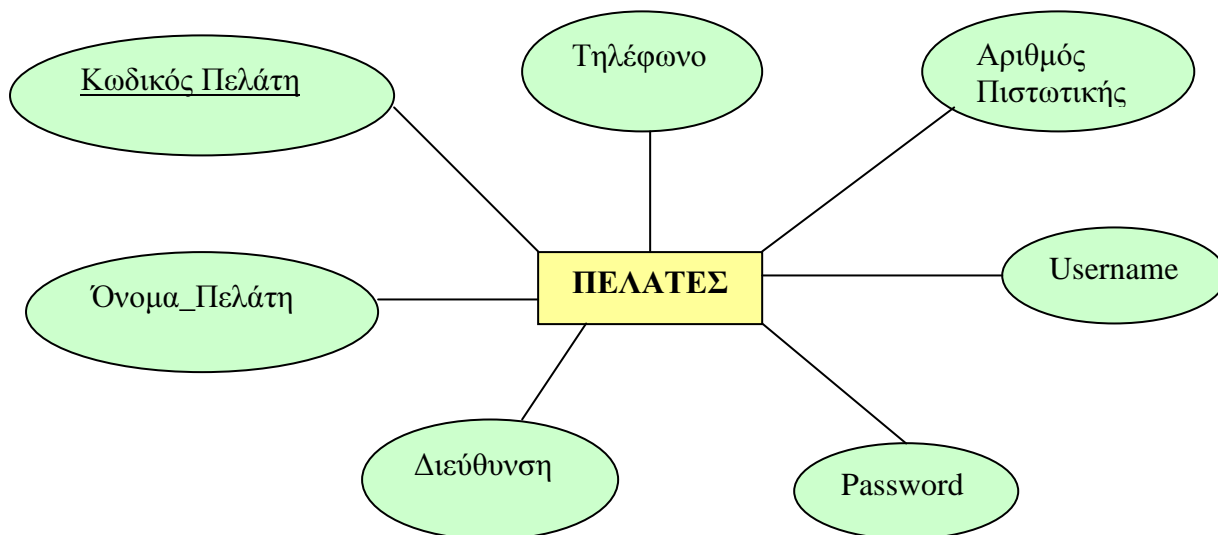 Τηλέφωνο
Αριθμός
Πιστωτικής
Κωδικός Πελάτη
Username
ΠΕΛΑΤΕΣ
Όνομα_Πελάτη
Διεύθυνση
Password